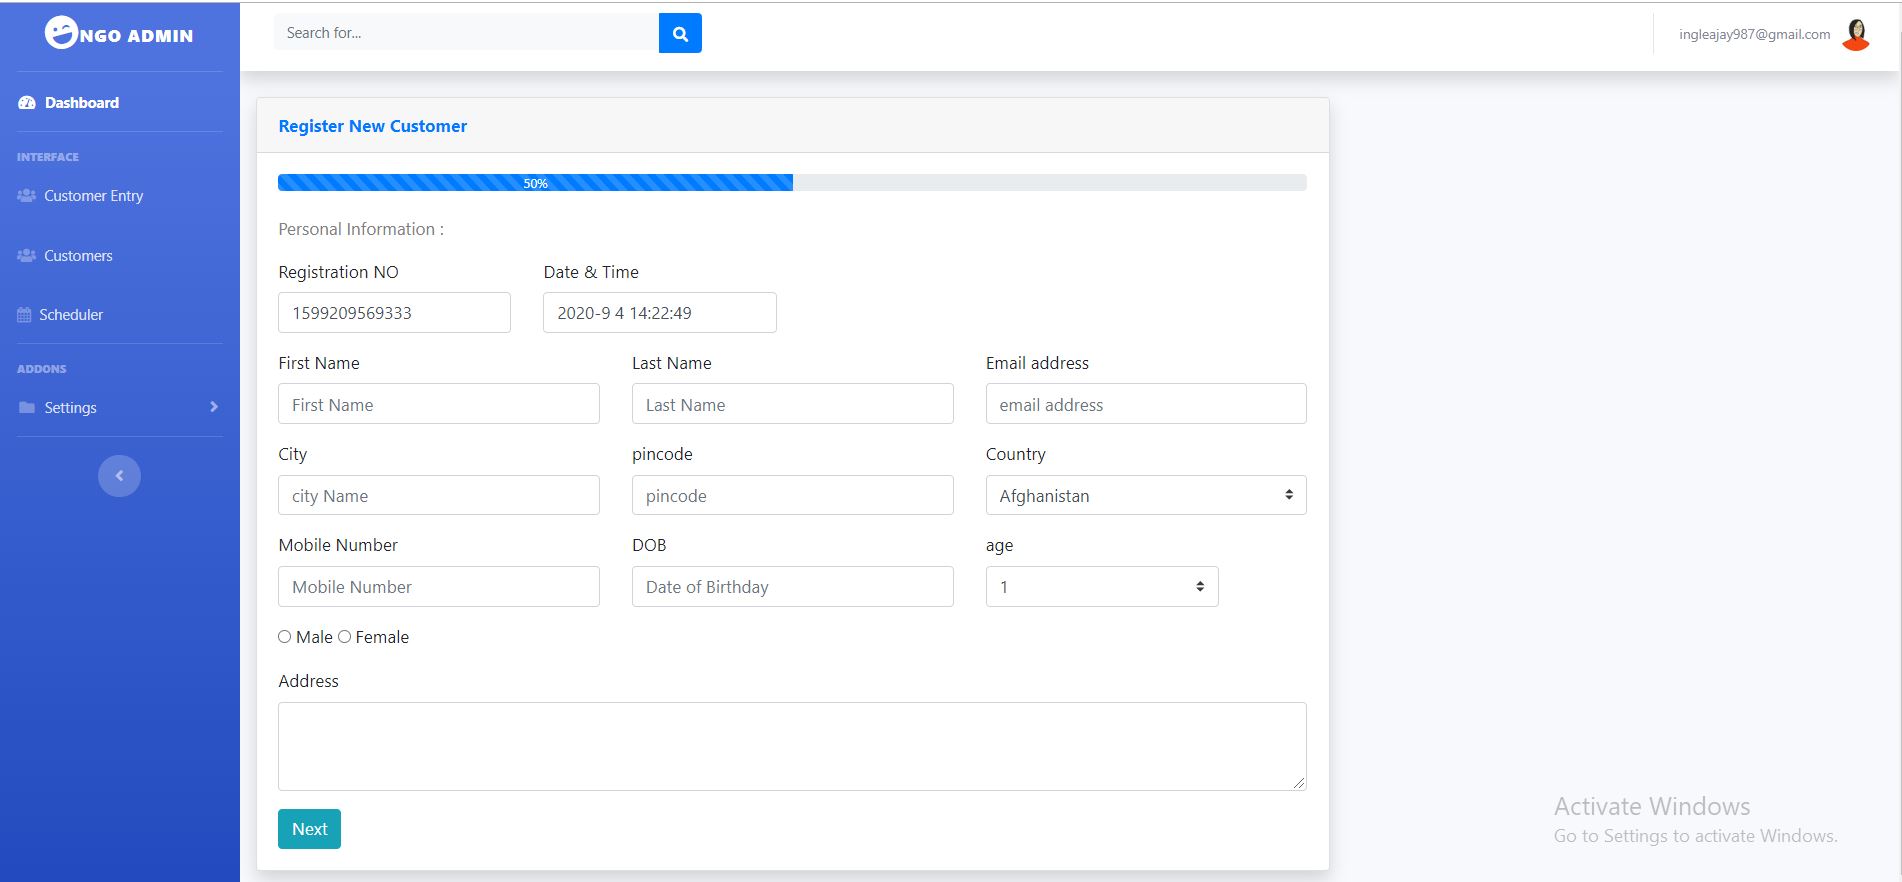 NGO ADMIN
Search for...
ingleajay987@gmail.com
Dashboard
INTERFACE
Customer Entry
Customers
Scheduler
ADDONS
Settings
Register New Customer
50%
Personal Information :
Registration NO Date & Time
1599209569333 2020-9 4 14:22:49
First Name Last Name Email address
First Name Last Name email address
City pincode Country
city Name pincode Afghanistan
Mobile Number DOB age
Mobile Number Date of Birthday 1
Male Female
Address
Next
Activate Windows
Go to Settings to activate Windows.